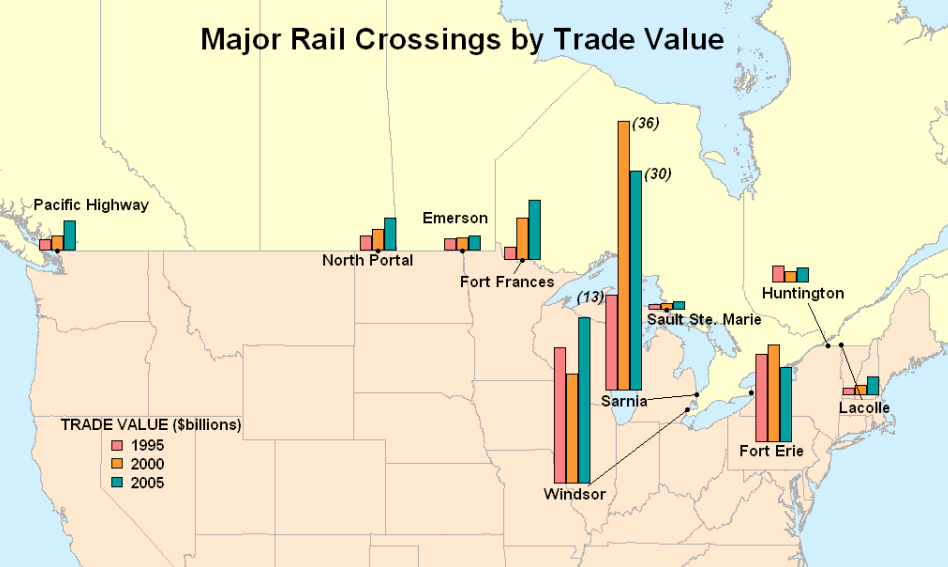 Major Rail Crossings by Trade Value
(36)
(30)
Pacific Highway
Emerson
North Portal
Fort Frances
Huntington
(13)
Sault Ste. Marie
Sarnia
Lacolle
TRADE VALUE ($billions)
1995
2000
2005
Fort Erie
Windsor